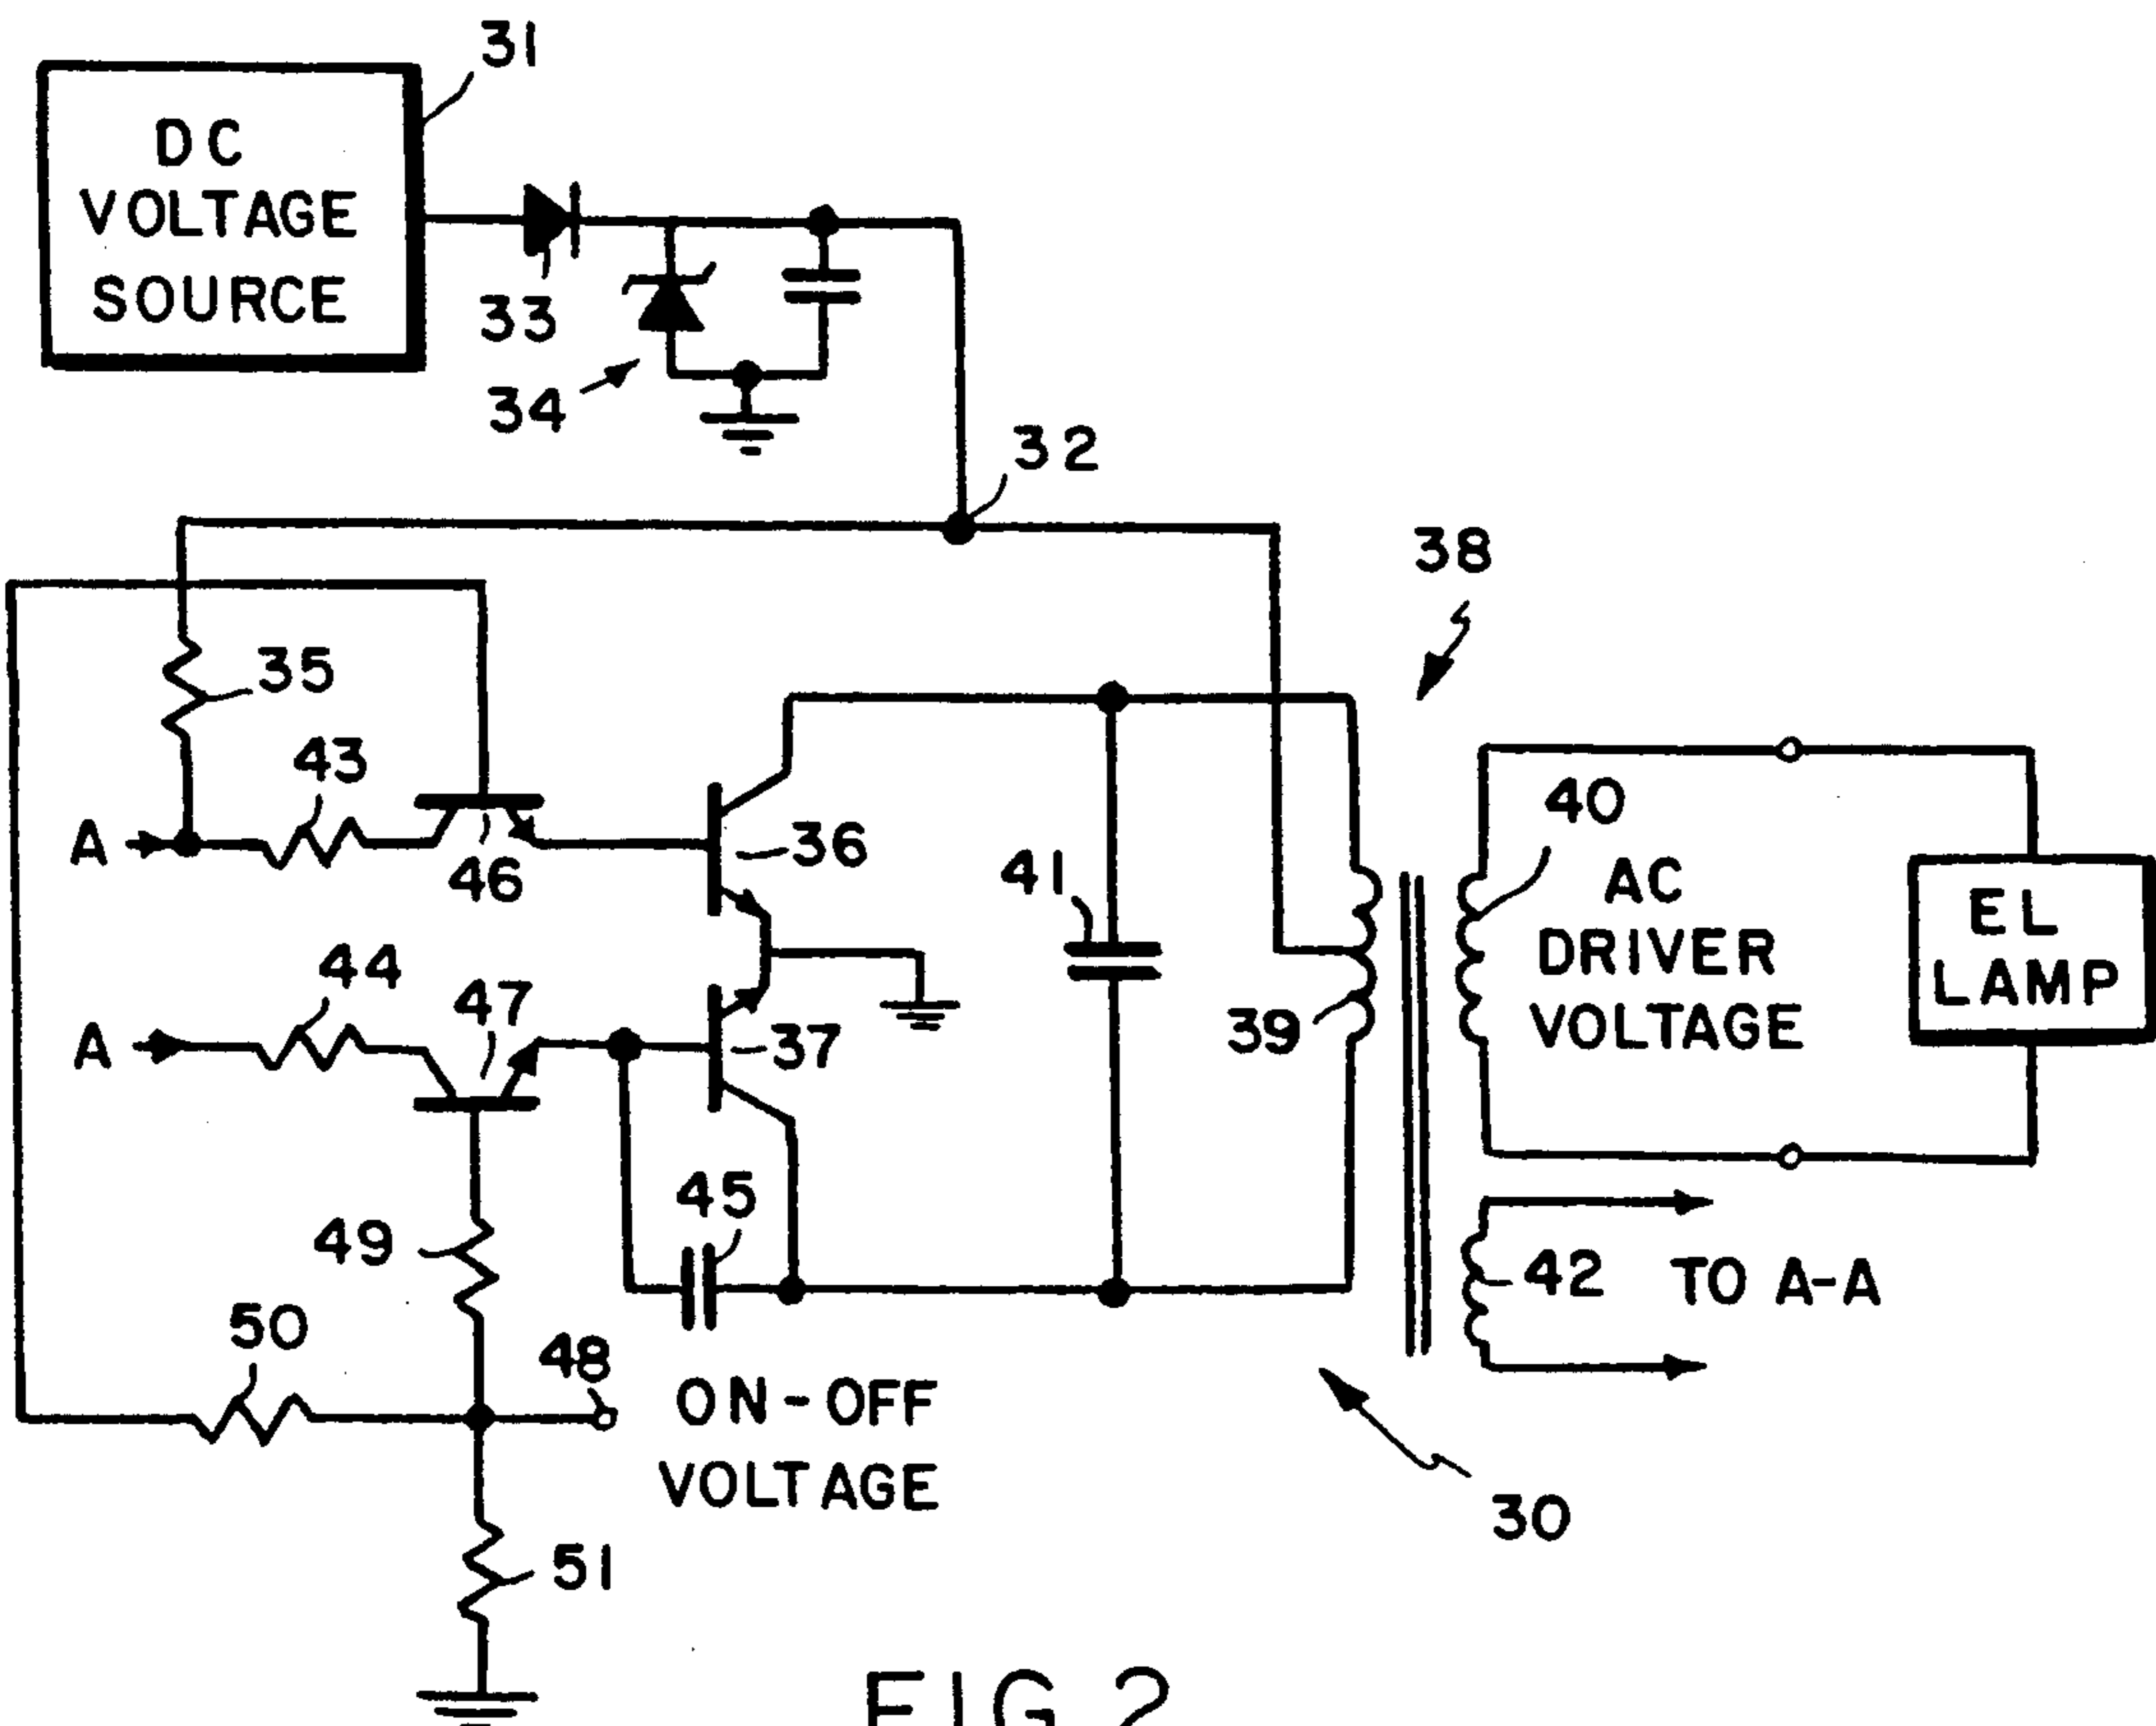 31
DC
VOLTAGE
SOURCE
33
34
32
38
35
43
A
46
36
41
40
AC
DRIVER
VOLTAGE
EL
LAMP
44
47
A
37
39
45
49
42
TO A-A
50
48
ON-OFF
VOLTAGE
30
51
FIG.2